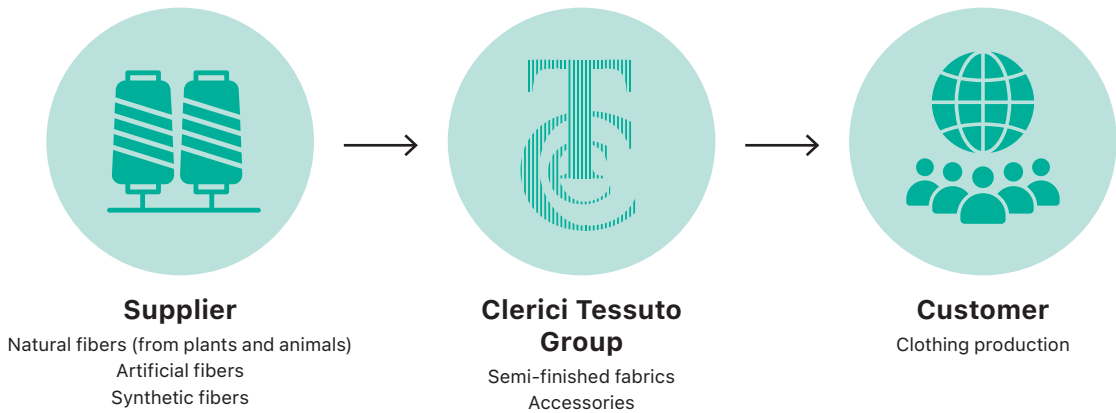 Supplier
Natural fibers (from plants and animals)
Artificial fibers
Synthetic fibers
TCG
Clerici Tessuto
Group
Semi-finished fabrics
Accessories
Customer
Clothing production